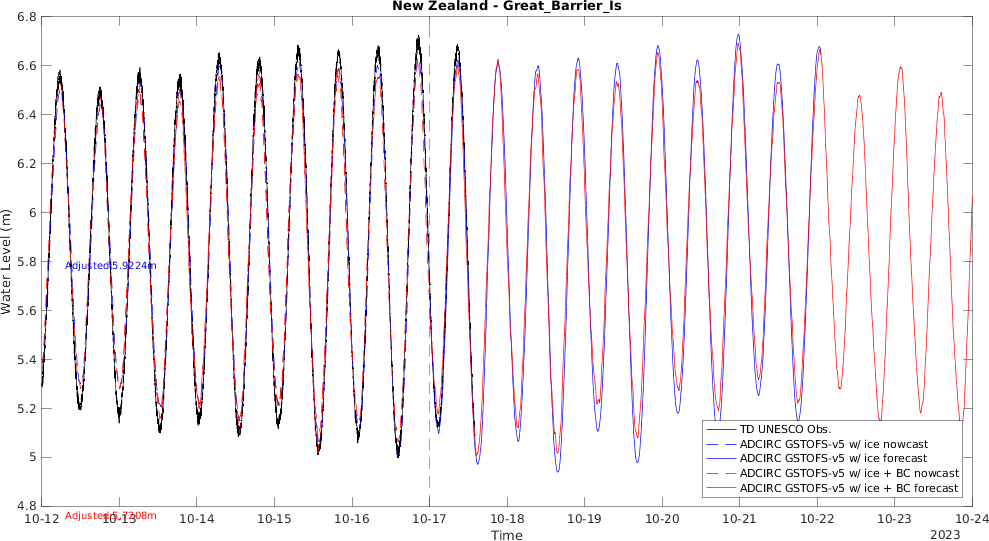 New Zealand - Great_Barrier_Is
6.8
6.6
6.4
6.2
6
5.8
5.6
5.4
5.2
5
4.8
Water Level (m)
Adjusted:5.9224m
Adjusted:5.7208m
TD UNESCO Obs.
ADCIRC GSTOFS-v5 w/ ice nowcast
ADCIRC GSTOFS-v5 w/ ice forecast
ADCIRC GSTOFS-v5 w/ ice + BC nowcast
ADCIRC GSTOFS-v5 w/ ice + BC forecast
10-12 10-13 10-14 10-15 10-16 10-17 10-18 10-19 10-20 10-21 10-22 10-23 10-24
Time
2023